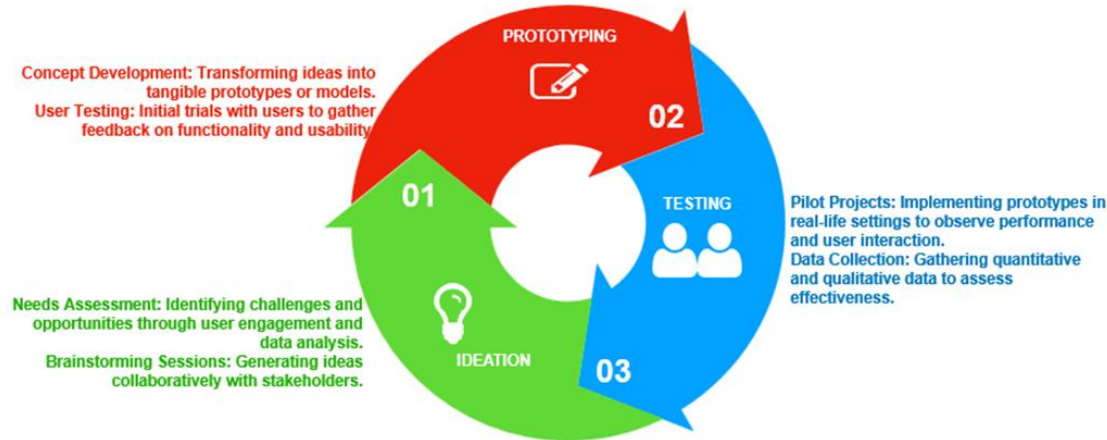 PROTOTYPING
02
Concept Development: Transforming ideas into
tangible prototypes or models.
User Testing: Initial trials with users to gather
feedback on functionality and usability
01
TESTING
Pilot Projects: Implementing prototypes in
real-life settings to observe performance
and user interaction.
Data Collection: Gathering quantitative
and qualitative data to assess
effectiveness.
Needs Assessment: Identifying challenges and
opportunities through user engagement and
data analysis.
Brainstorming Sessions: Generating ideas
collaboratively with stakeholders.
IDEATION
03